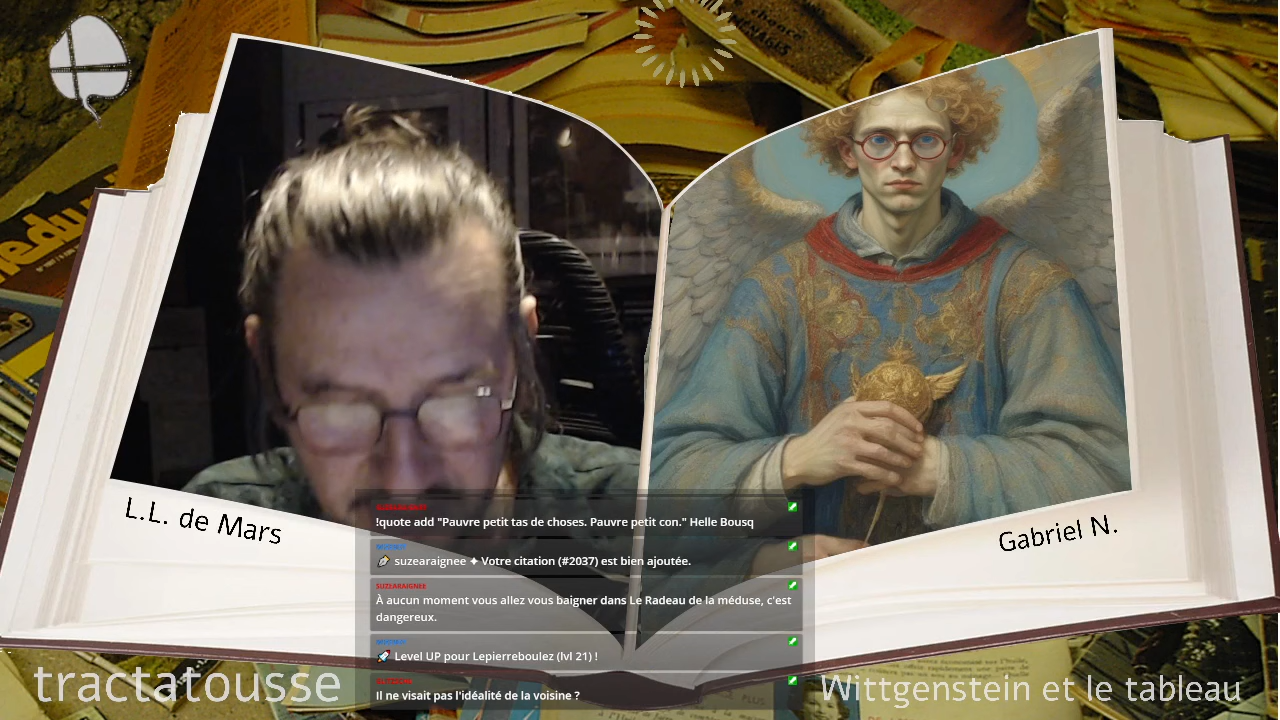 L.L. de Mars
Gabriel N.
!quote add "Pauvre petit tas de choses. Pauvre petit con." Helle Bousq
suzearaignee ✦ Votre citation (#2037) est bien ajoutée.
SUZEARAIGNEE
À aucun moment vous allez vous baigner dans Le Radeau de la méduse, c'est
dangereux.
Level UP pour Lepierreboulez (lvl 21) !
Il ne visait pas l'idéalité de la voisine ?
tractatousse
Wittgenstein et le tableau